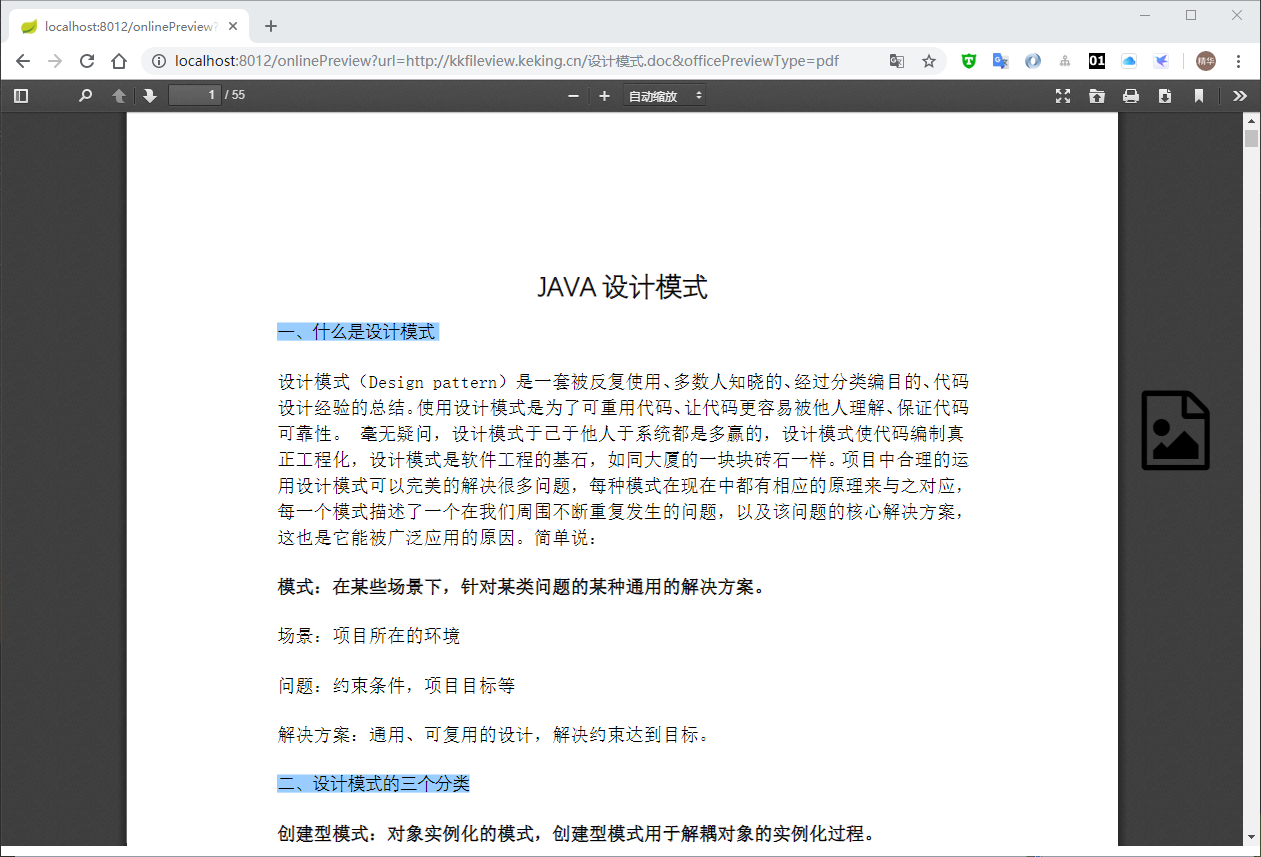 localhost:8012/onlinePreview?
localhost:8012/onlinePreview?url=http://kkfileview.keking.cn/设计模式.doc&officePreviewType=pdf
01
精华
1 / 55
自动缩放
JAVA 设计模式
一、什么是设计模式
设计模式（Design pattern）是一套被反复使用、多数人知晓的、经过分类编目的、代码
设计经验的总结。使用设计模式是为了可重用代码、让代码更容易被他人理解、保证代码
可靠性。 毫无疑问，设计模式于己于他人于系统都是多赢的，设计模式使代码编制真
正工程化，设计模式是软件工程的基石，如同大厦的一块块砖石一样。项目中合理的运
用设计模式可以完美的解决很多问题，每种模式在现在中都有相应的原理来与之对应，
每一个模式描述了一个在我们周围不断重复发生的问题，以及该问题的核心解决方案，
这也是它能被广泛应用的原因。简单说：
模式：在某些场景下，针对某类问题的某种通用的解决方案。
场景：项目所在的环境
问题：约束条件，项目目标等
解决方案：通用、可复用的设计，解决约束达到目标。
二、设计模式的三个分类
创建型模式：对象实例化的模式，创建型模式用于解耦对象的实例化过程。